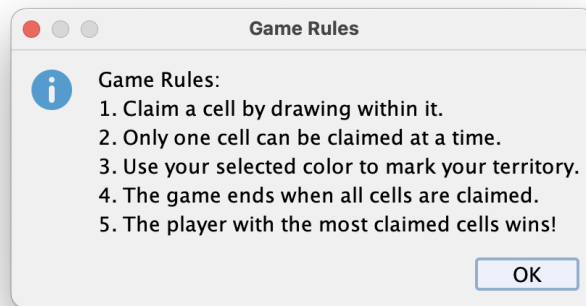 Game Rules
Game Rules:
1. Claim a cell by drawing within it.
2. Only one cell can be claimed at a time.
3. Use your selected color to mark your territory.
4. The game ends when all cells are claimed.
5. The player with the most claimed cells wins!
OK